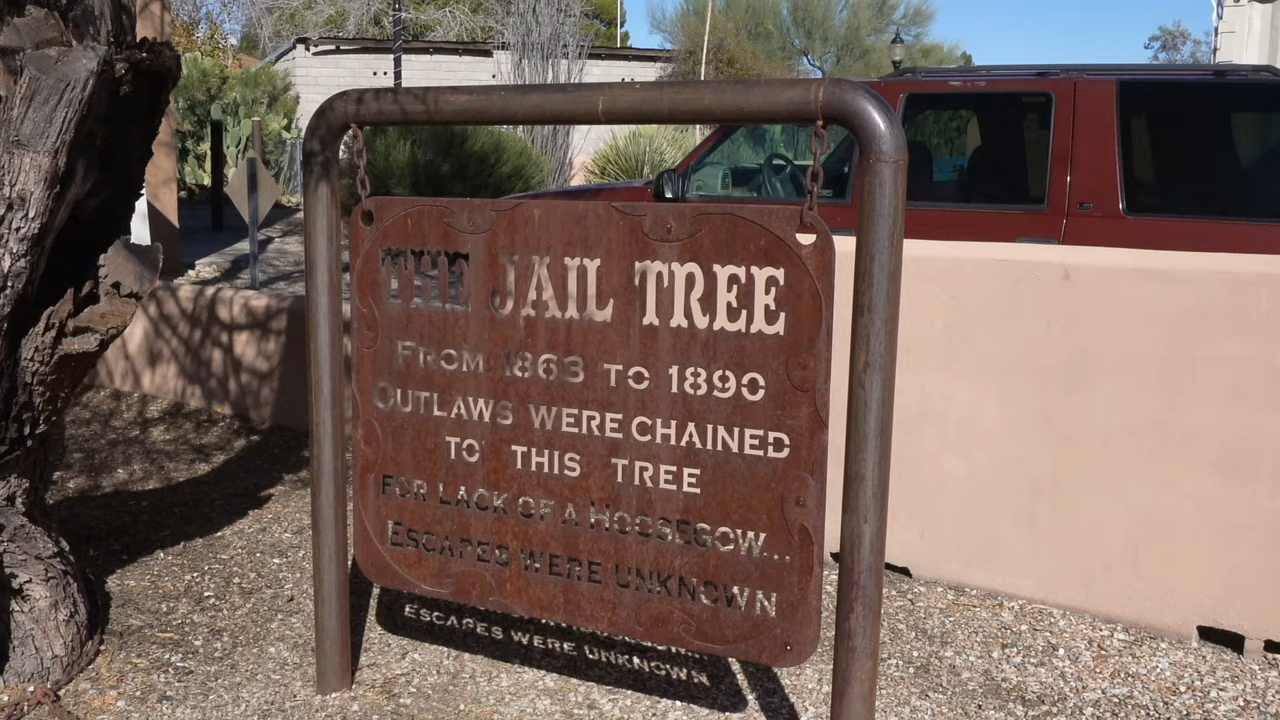 THE JAIL TREE
FROM 1863 TO 1890
OUTLAWS WERE CHAINED
TO THIS TREE
FOR LACK OF A HOOSEGOW...
ESCAPES WERE UNKNOWN
ESCAPES WERE UNKNOWN